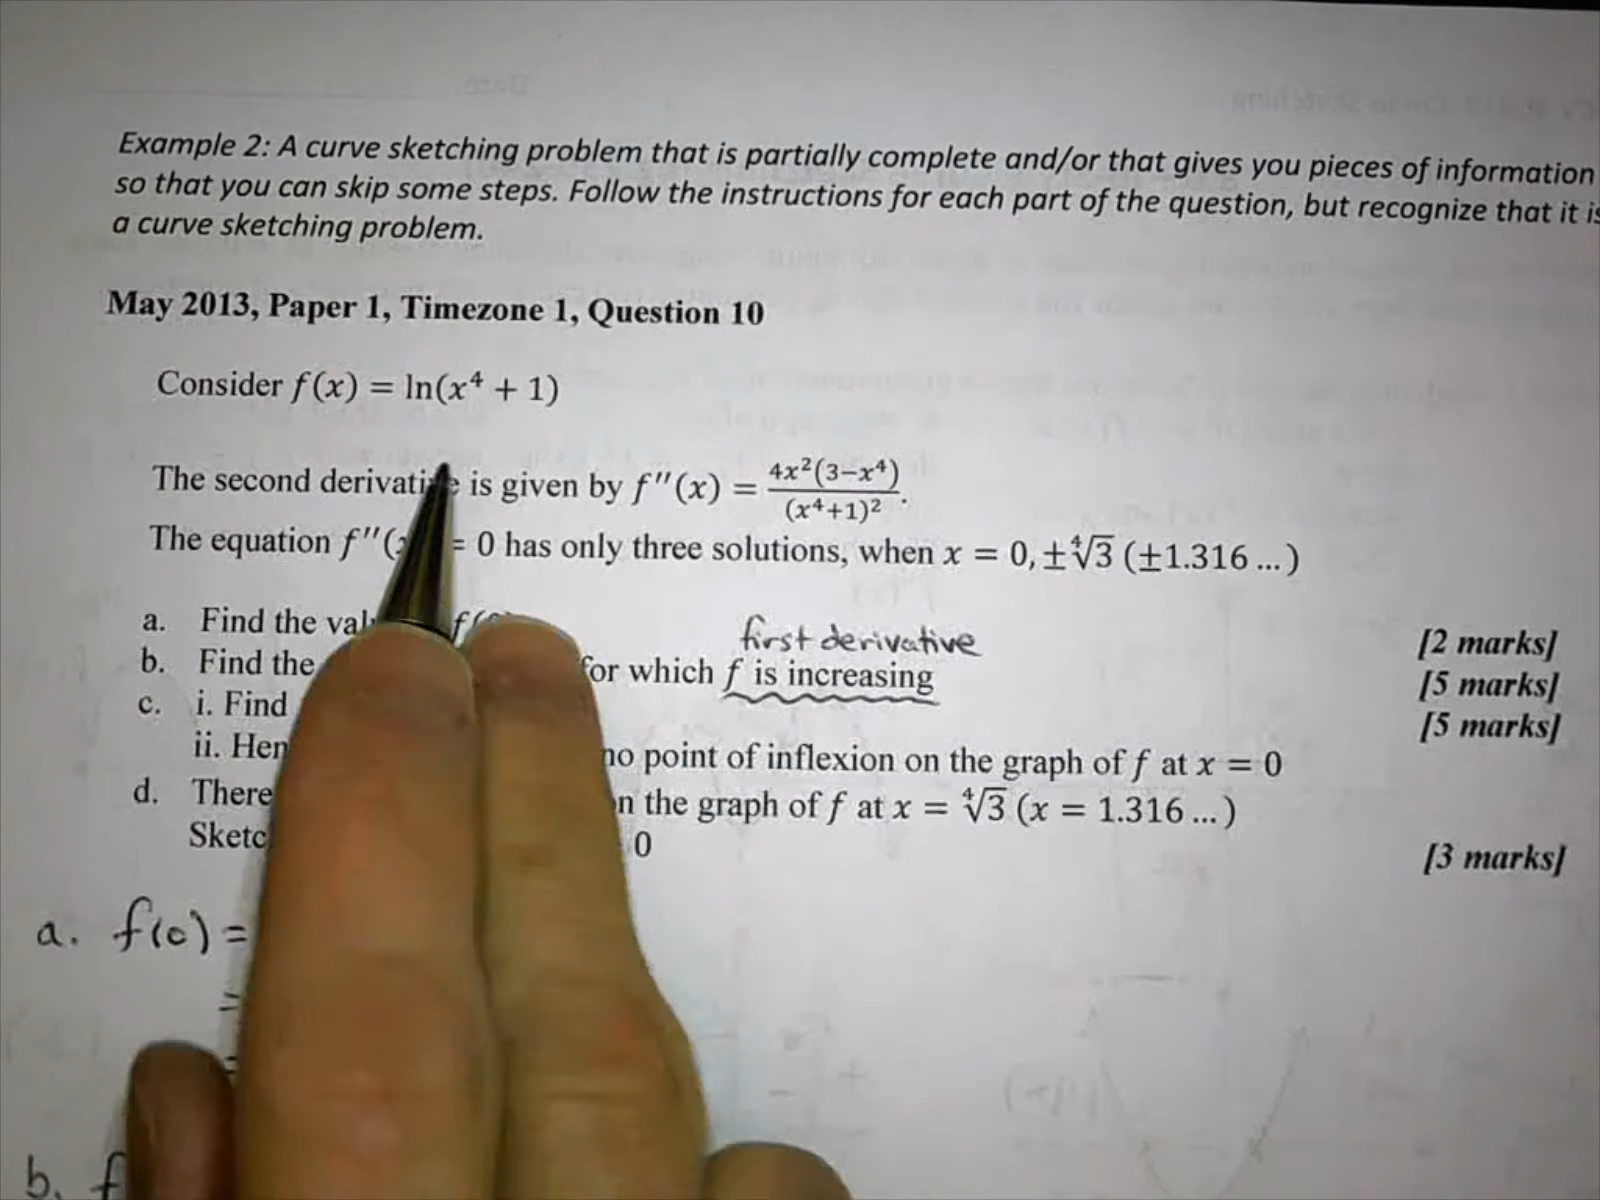 Example 2: A curve sketching problem that is partially complete and/or that gives you pieces of information
so that you can skip some steps. Follow the instructions for each part of the question, but recognize that it is
a curve sketching problem.
May 2013, Paper 1, Timezone 1, Question 10
Consider f(x) = ln(x⁴ + 1)
The second derivative is given by f″(x) = 4x²(3−x⁴)/(x⁴+1)².
The equation f″( = 0 has only three solutions, when x = 0, ±∜3 (±1.316 ...)
a. Find the f( [2 marks]
first derivative
b. Find the for which f is increasing [5 marks]
c. i. Find [5 marks]
ii. no point of inflexion on the graph of f at x = 0
d. There the graph of f at x = ∜3 (x = 1.316 ...)
0 [3 marks]
a. f(0) =
=
=
b. f